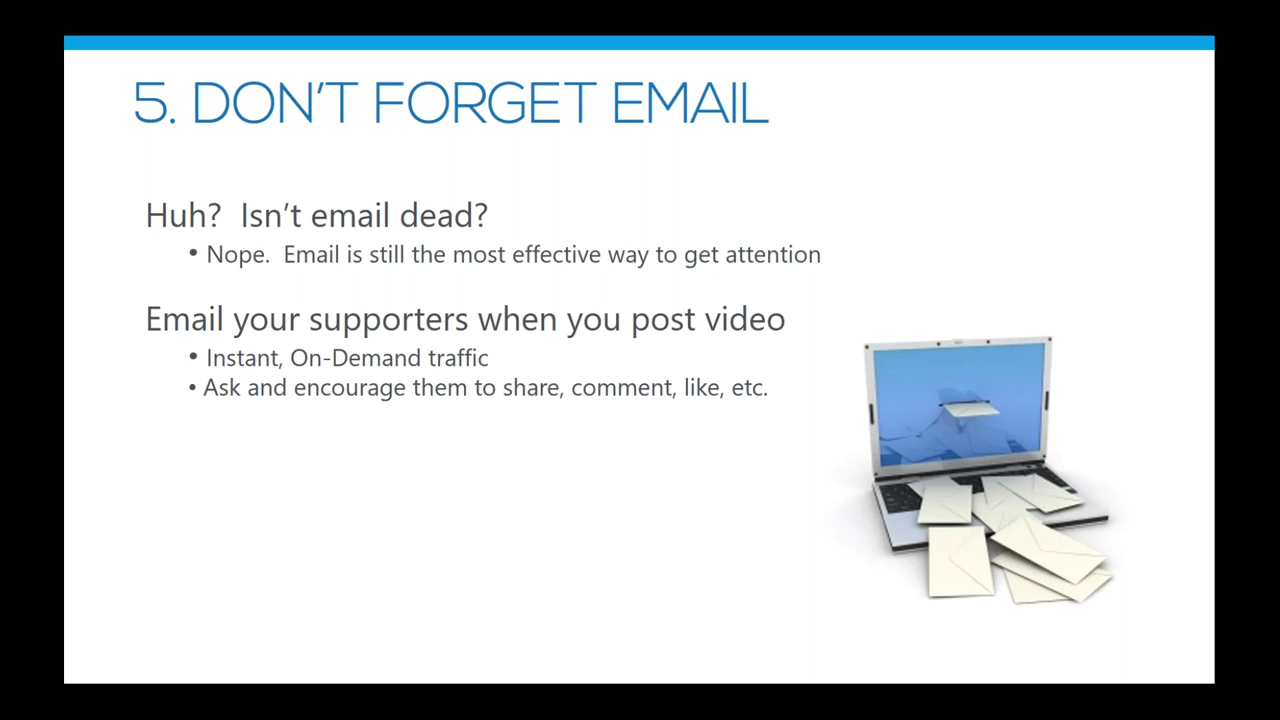 5. DON'T FORGET EMAIL
Huh?  Isn't email dead?
• Nope.  Email is still the most effective way to get attention
Email your supporters when you post video
• Instant, On-Demand traffic
• Ask and encourage them to share, comment, like, etc.